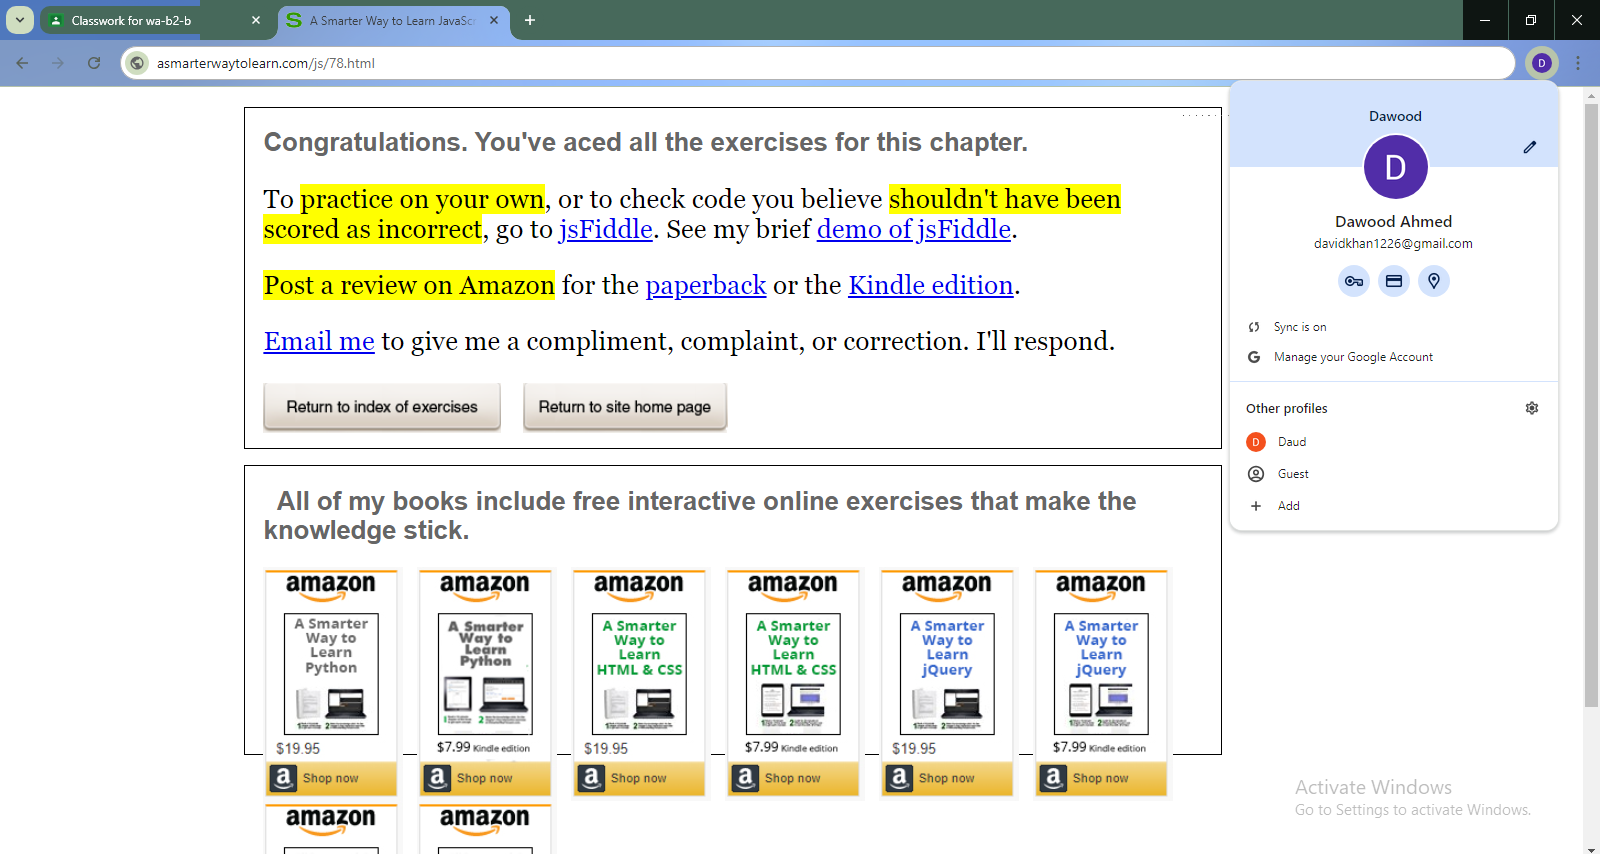 Classwork for wa-b2-b
A Smarter Way to Learn JavaSc
asmarterwaytolearn.com/js/78.html
D
Congratulations. You've aced all the exercises for this chapter.
To practice on your own, or to check code you believe shouldn't have been
scored as incorrect, go to jsFiddle. See my brief demo of jsFiddle.
Post a review on Amazon for the paperback or the Kindle edition.
Email me to give me a compliment, complaint, or correction. I'll respond.
Return to index of exercises
Return to site home page
All of my books include free interactive online exercises that make the
knowledge stick.
amazon
A Smarter
Way to
Learn
Python
$19.95
Shop now
amazon
A Smarter
Way to
Learn
Python
$7.99 Kindle edition
Shop now
amazon
A Smarter
Way to
Learn
HTML & CSS
$19.95
Shop now
amazon
A Smarter
Way to
Learn
HTML & CSS
$7.99 Kindle edition
Shop now
amazon
A Smarter
Way to
Learn
jQuery
$19.95
Shop now
amazon
A Smarter
Way to
Learn
jQuery
$7.99 Kindle edition
Shop now
amazon
amazon
Dawood
D
Dawood Ahmed
davidkhan1226@gmail.com
Sync is on
Manage your Google Account
Other profiles
D
Daud
Guest
Add
Activate Windows
Go to Settings to activate Windows.